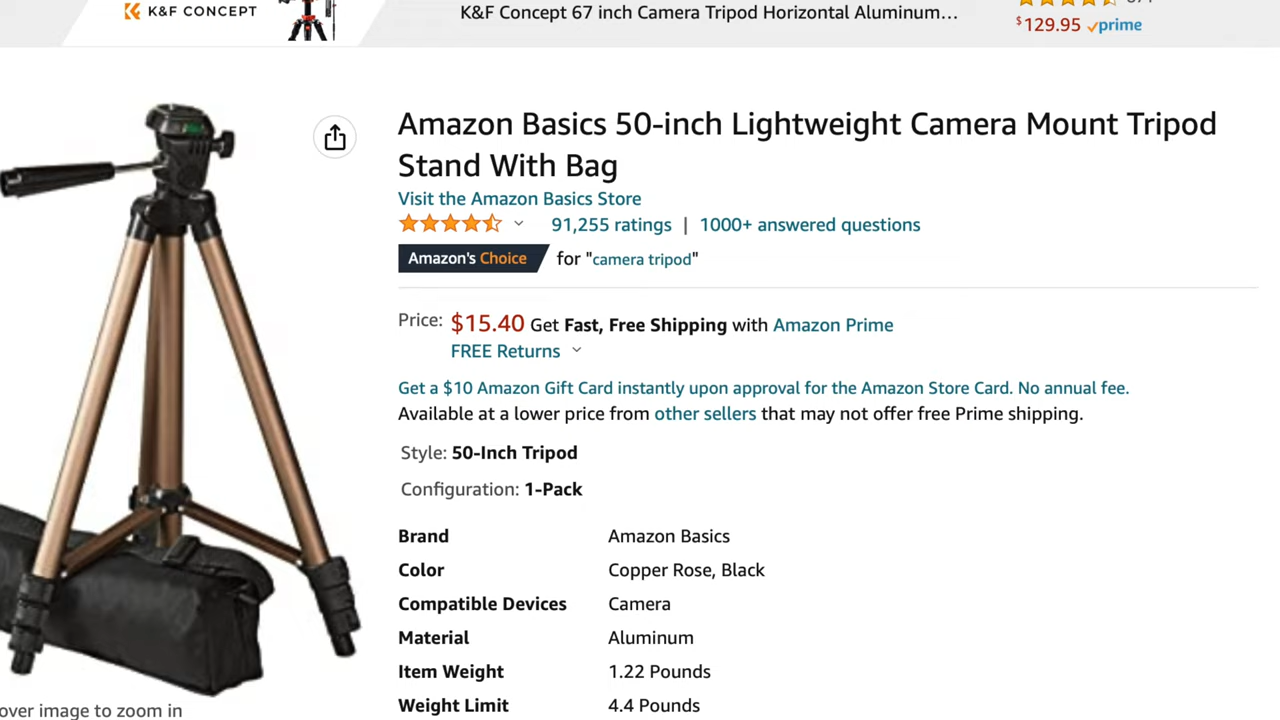 K&F CONCEPT
K&F Concept 67 inch Camera Tripod Horizontal Aluminum…
$129.95 prime
Amazon Basics 50-inch Lightweight Camera Mount Tripod
Stand With Bag
Visit the Amazon Basics Store
91,255 ratings | 1000+ answered questions
Amazon's Choice for "camera tripod"
Price: $15.40 Get Fast, Free Shipping with Amazon Prime
FREE Returns
Get a $10 Amazon Gift Card instantly upon approval for the Amazon Store Card. No annual fee.
Available at a lower price from other sellers that may not offer free Prime shipping.
Style: 50-Inch Tripod
Configuration: 1-Pack
Brand Amazon Basics
Color Copper Rose, Black
Compatible Devices Camera
Material Aluminum
Item Weight 1.22 Pounds
Weight Limit 4.4 Pounds
over image to zoom in